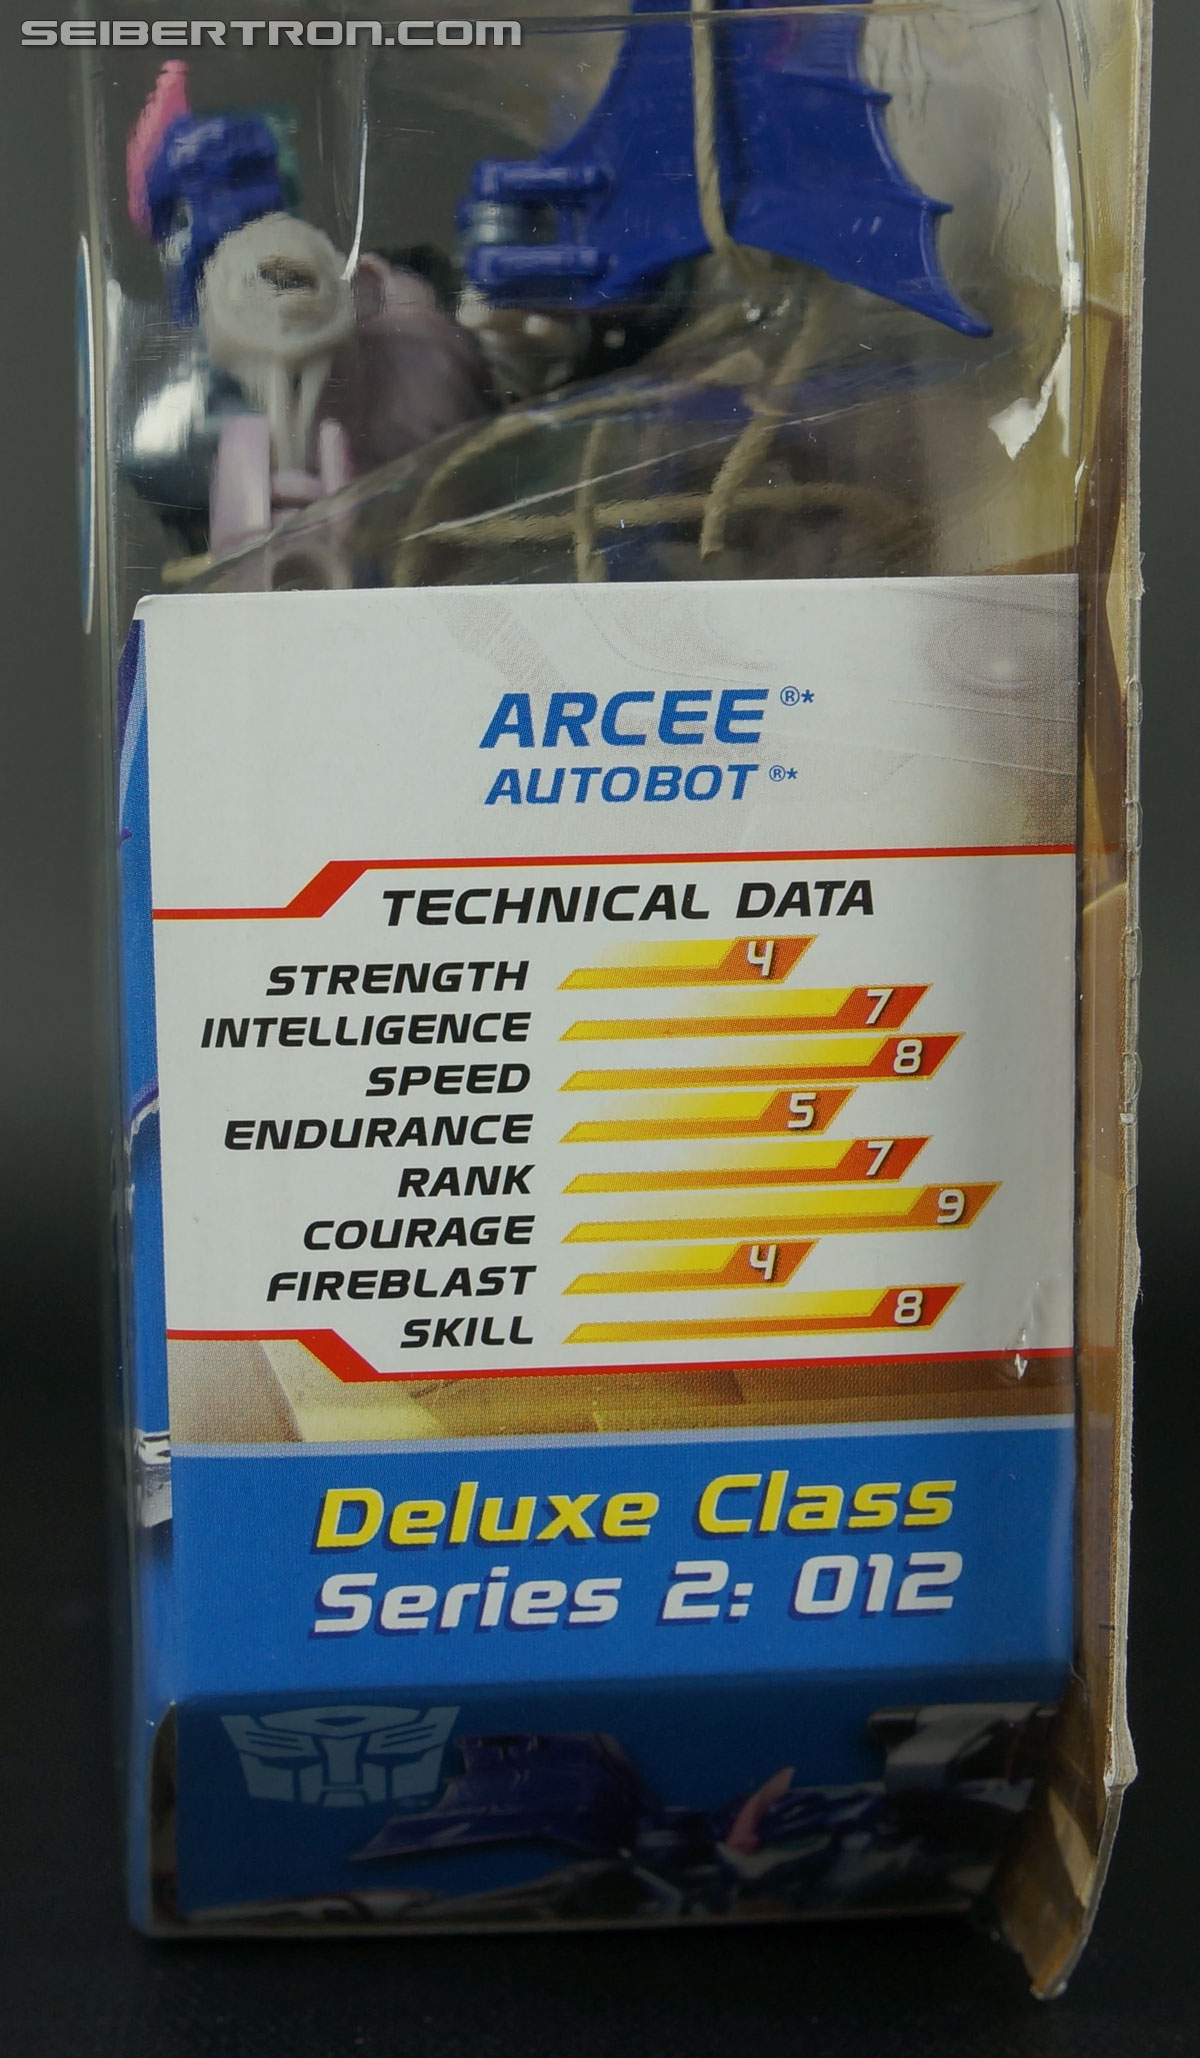 SEIBERTRON.com
ARCEE ®*
AUTOBOT ®*
TECHNICAL DATA
STRENGTH 4
INTELLIGENCE 7
SPEED 8
ENDURANCE 5
RANK 7
COURAGE 9
FIREBLAST 4
SKILL 8
Deluxe Class
Series 2: 012